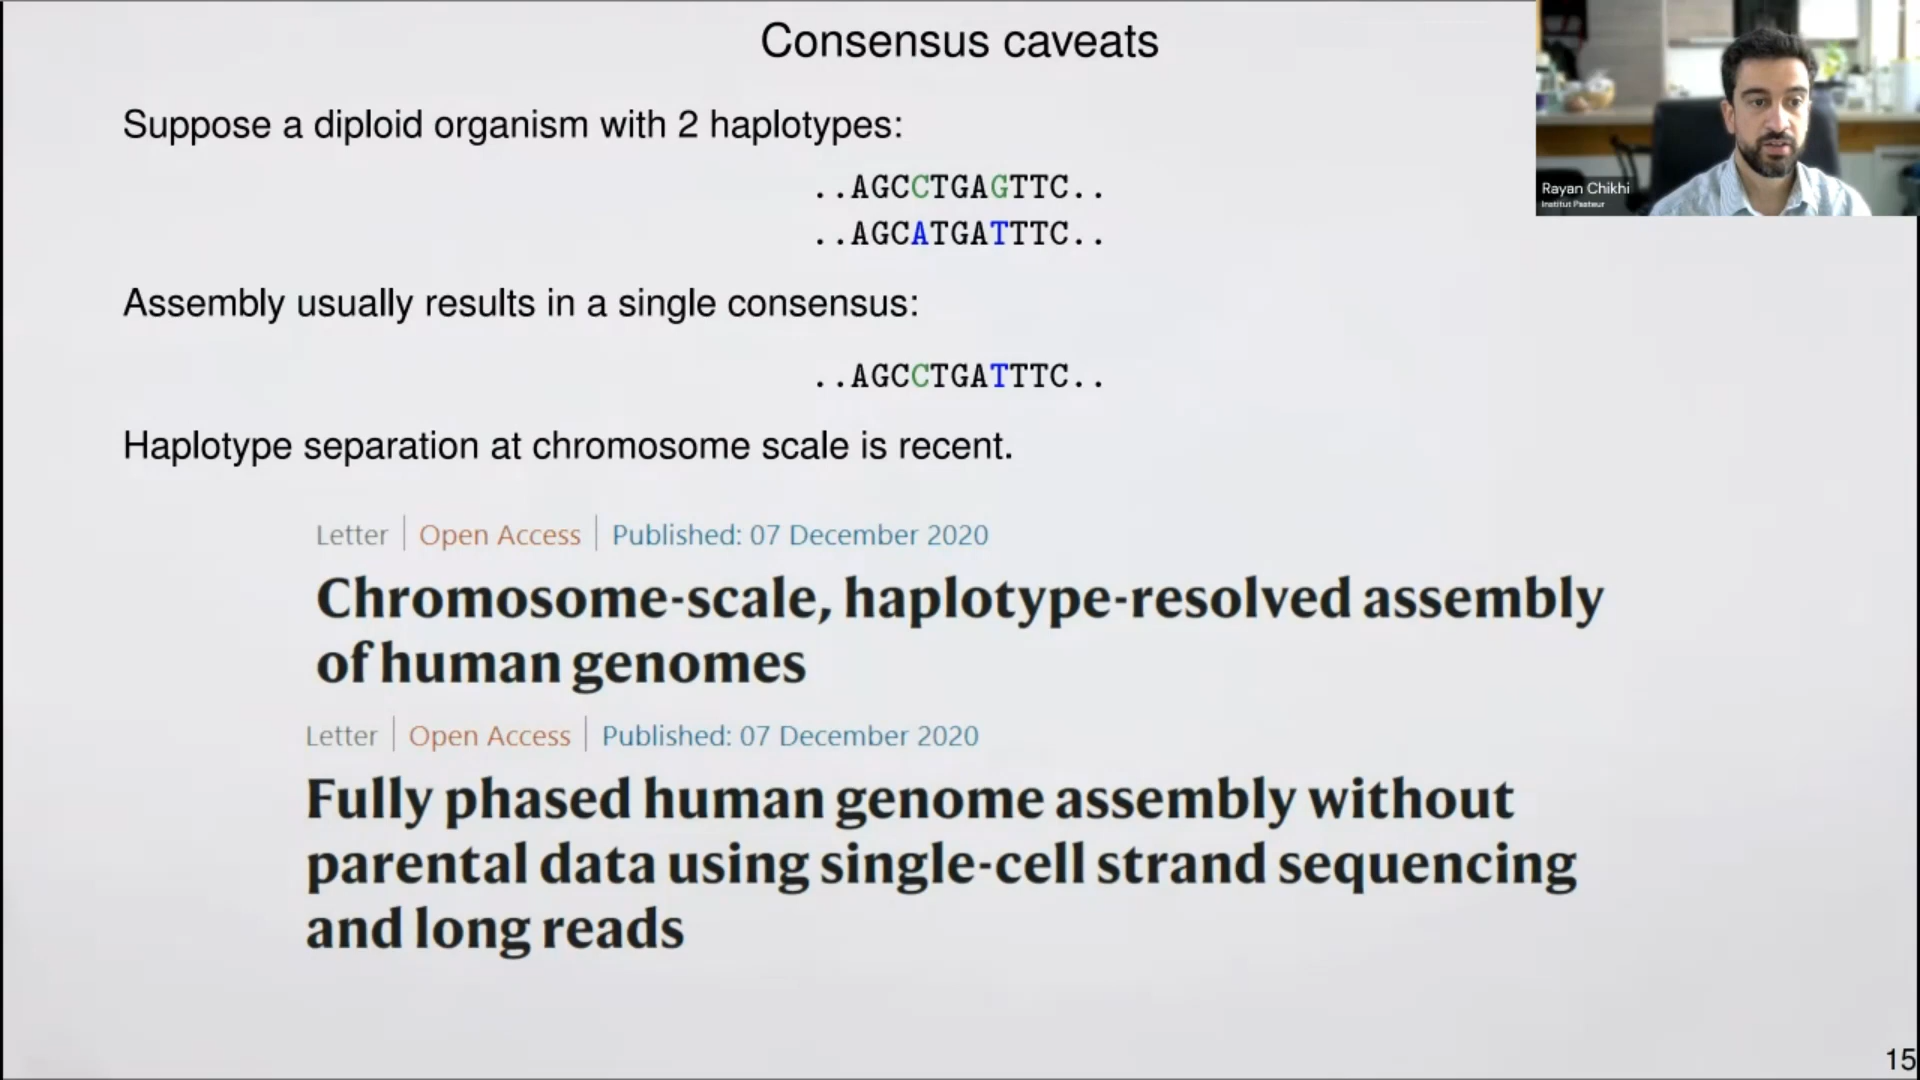 Consensus caveats
Suppose a diploid organism with 2 haplotypes:
..AGCCTGAGTTC..
..AGCATGATTTC..
Assembly usually results in a single consensus:
..AGCCTGATTTC..
Haplotype separation at chromosome scale is recent.
Letter | Open Access | Published: 07 December 2020
Chromosome-scale, haplotype-resolved assembly
of human genomes
Letter | Open Access | Published: 07 December 2020
Fully phased human genome assembly without
parental data using single-cell strand sequencing
and long reads
Rayan Chikhi
Institut Pasteur
15